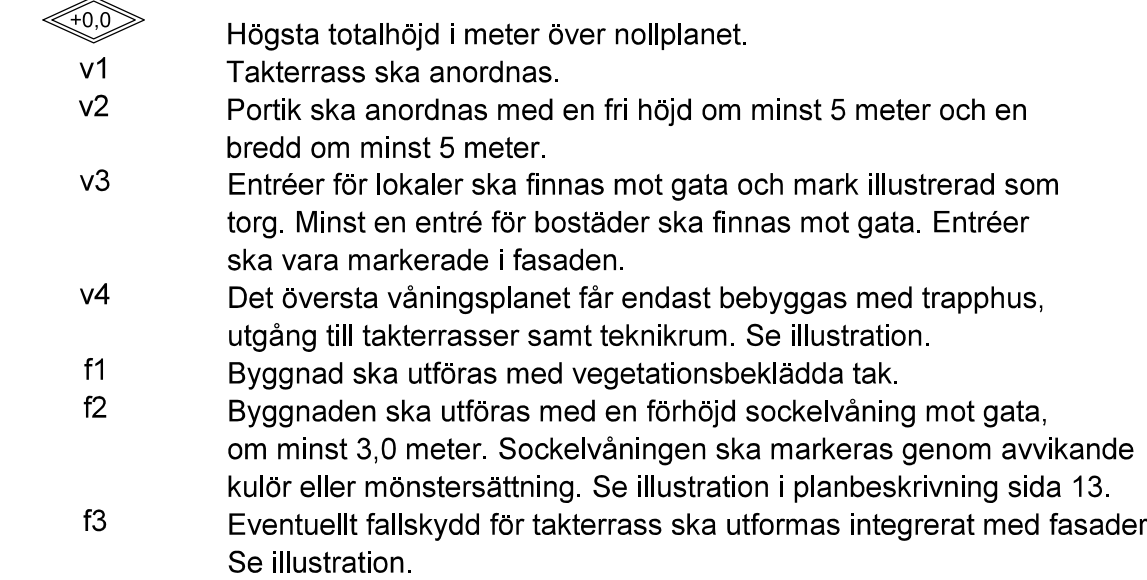 +0,0 Högsta totalhöjd i meter över nollplanet.
v1 Takterrass ska anordnas.
v2 Portik ska anordnas med en fri höjd om minst 5 meter och en
bredd om minst 5 meter.
v3 Entréer för lokaler ska finnas mot gata och mark illustrerad som
torg. Minst en entré för bostäder ska finnas mot gata. Entréer
ska vara markerade i fasaden.
v4 Det översta våningsplanet får endast bebyggas med trapphus,
utgång till takterrasser samt teknikrum. Se illustration.
f1 Byggnad ska utföras med vegetationsbeklädda tak.
f2 Byggnaden ska utföras med en förhöjd sockelvåning mot gata,
om minst 3,0 meter. Sockelvåningen ska markeras genom avvikande
kulör eller mönstersättning. Se illustration i planbeskrivning sida 13.
f3 Eventuellt fallskydd för takterrass ska utformas integrerat med fasader
Se illustration.